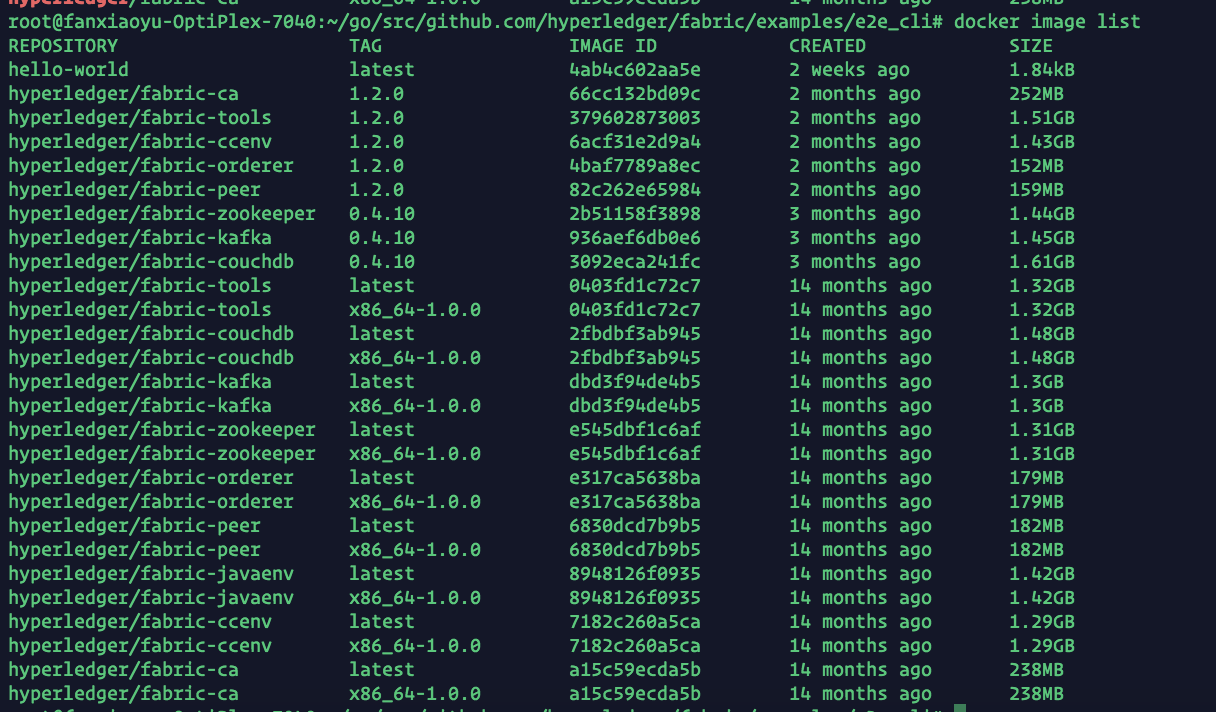 hyperledger/fabric-ca x86_64-1.0.0 a15c59ecda5b 14 months ago 238MB
root@fanxiaoyu-OptiPlex-7040:~/go/src/github.com/hyperledger/fabric/examples/e2e_cli# docker image list
REPOSITORY TAG IMAGE ID CREATED SIZE
hello-world latest 4ab4c602aa5e 2 weeks ago 1.84kB
hyperledger/fabric-ca 1.2.0 66cc132bd09c 2 months ago 252MB
hyperledger/fabric-tools 1.2.0 379602873003 2 months ago 1.51GB
hyperledger/fabric-ccenv 1.2.0 6acf31e2d9a4 2 months ago 1.43GB
hyperledger/fabric-orderer 1.2.0 4baf7789a8ec 2 months ago 152MB
hyperledger/fabric-peer 1.2.0 82c262e65984 2 months ago 159MB
hyperledger/fabric-zookeeper 0.4.10 2b51158f3898 3 months ago 1.44GB
hyperledger/fabric-kafka 0.4.10 936aef6db0e6 3 months ago 1.45GB
hyperledger/fabric-couchdb 0.4.10 3092eca241fc 3 months ago 1.61GB
hyperledger/fabric-tools latest 0403fd1c72c7 14 months ago 1.32GB
hyperledger/fabric-tools x86_64-1.0.0 0403fd1c72c7 14 months ago 1.32GB
hyperledger/fabric-couchdb latest 2fbdbf3ab945 14 months ago 1.48GB
hyperledger/fabric-couchdb x86_64-1.0.0 2fbdbf3ab945 14 months ago 1.48GB
hyperledger/fabric-kafka latest dbd3f94de4b5 14 months ago 1.3GB
hyperledger/fabric-kafka x86_64-1.0.0 dbd3f94de4b5 14 months ago 1.3GB
hyperledger/fabric-zookeeper latest e545dbf1c6af 14 months ago 1.31GB
hyperledger/fabric-zookeeper x86_64-1.0.0 e545dbf1c6af 14 months ago 1.31GB
hyperledger/fabric-orderer latest e317ca5638ba 14 months ago 179MB
hyperledger/fabric-orderer x86_64-1.0.0 e317ca5638ba 14 months ago 179MB
hyperledger/fabric-peer latest 6830dcd7b9b5 14 months ago 182MB
hyperledger/fabric-peer x86_64-1.0.0 6830dcd7b9b5 14 months ago 182MB
hyperledger/fabric-javaenv latest 8948126f0935 14 months ago 1.42GB
hyperledger/fabric-javaenv x86_64-1.0.0 8948126f0935 14 months ago 1.42GB
hyperledger/fabric-ccenv latest 7182c260a5ca 14 months ago 1.29GB
hyperledger/fabric-ccenv x86_64-1.0.0 7182c260a5ca 14 months ago 1.29GB
hyperledger/fabric-ca latest a15c59ecda5b 14 months ago 238MB
hyperledger/fabric-ca x86_64-1.0.0 a15c59ecda5b 14 months ago 238MB